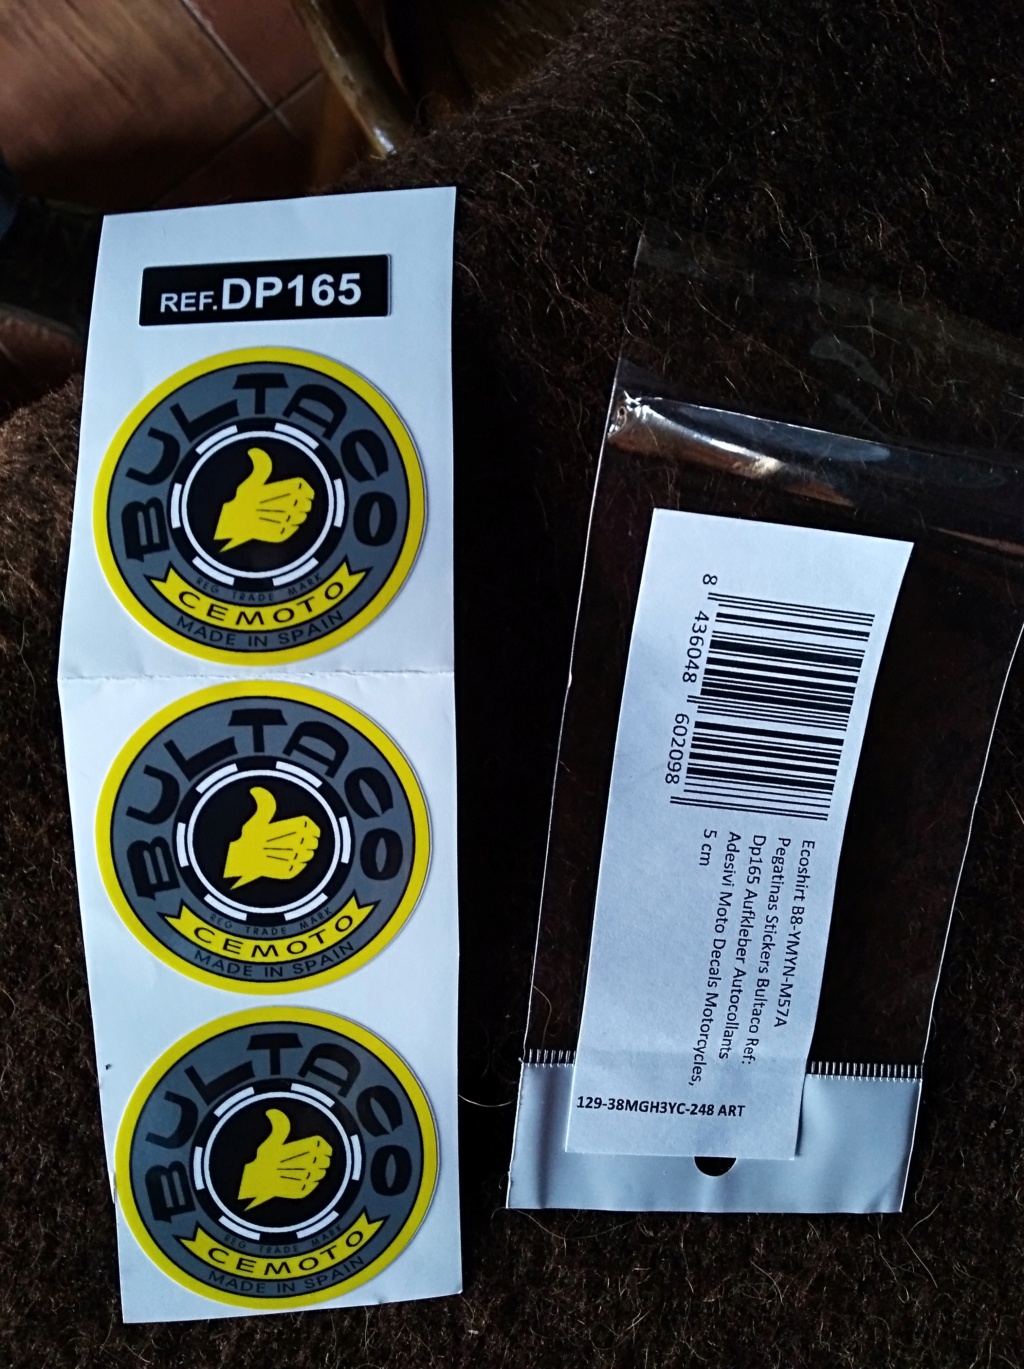 REF.DP165
BULTACO
REG TRADE MARK
CEMOTO
MADE IN SPAIN
BULTACO
REG TRADE MARK
CEMOTO
MADE IN SPAIN
BULTACO
REG TRADE MARK
CEMOTO
MADE IN SPAIN
8 436048 602098
Ecoshirt B8-YMYN-M57A
Pegatinas Stickers Bultaco Ref:
Dp165 Aufkleber Autocollants
Adesivi Moto Decals Motorcycles,
5 cm
129-38MGH3YC-248 ART